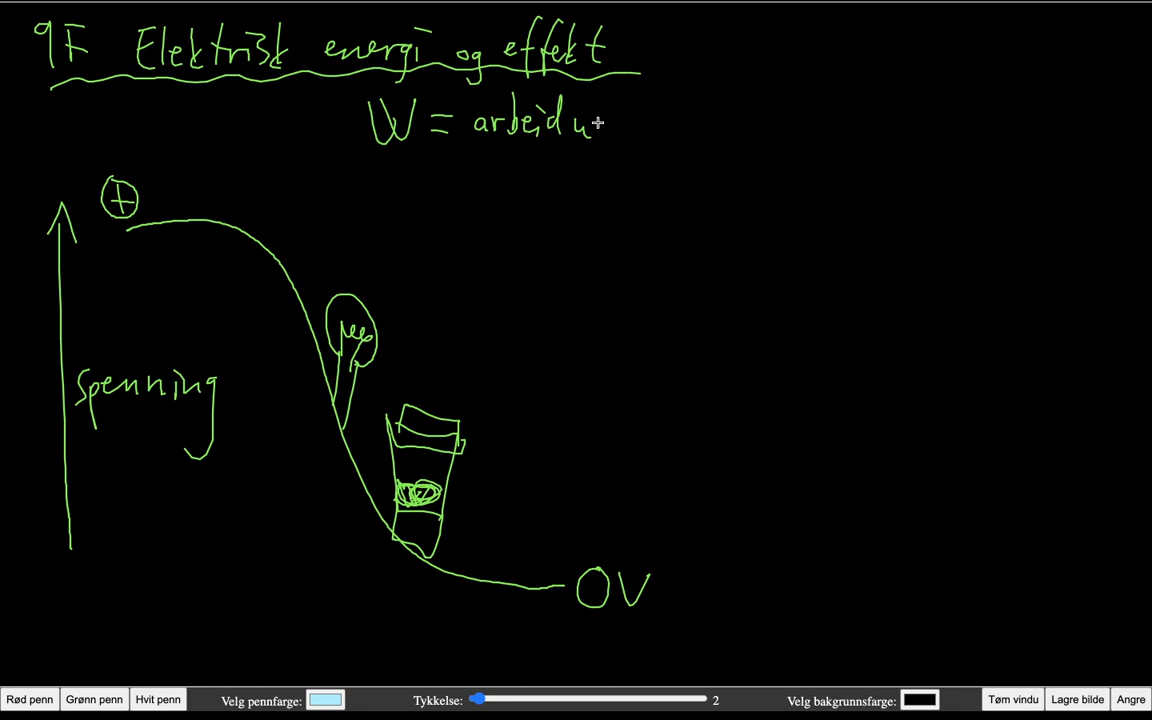 9F Elektrisk energi og effekt
W = arbeid u
+
spenning
0V
Rød penn Grønn penn Hvit penn Velg pennfarge: Tykkelse: 2 Velg bakgrunnsfarge: Tøm vindu Lagre bilde Angre